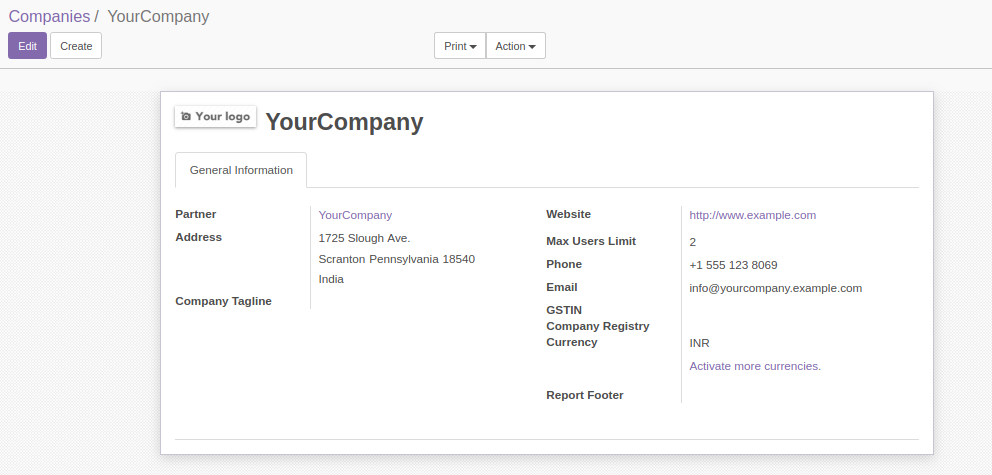 Companies / YourCompany
Edit Create Print Action
Your logo YourCompany
General Information
Partner YourCompany
Address 1725 Slough Ave.
Scranton Pennsylvania 18540
India
Company Tagline
Website http://www.example.com
Max Users Limit 2
Phone +1 555 123 8069
Email info@yourcompany.example.com
GSTIN
Company Registry
Currency INR
Activate more currencies.
Report Footer